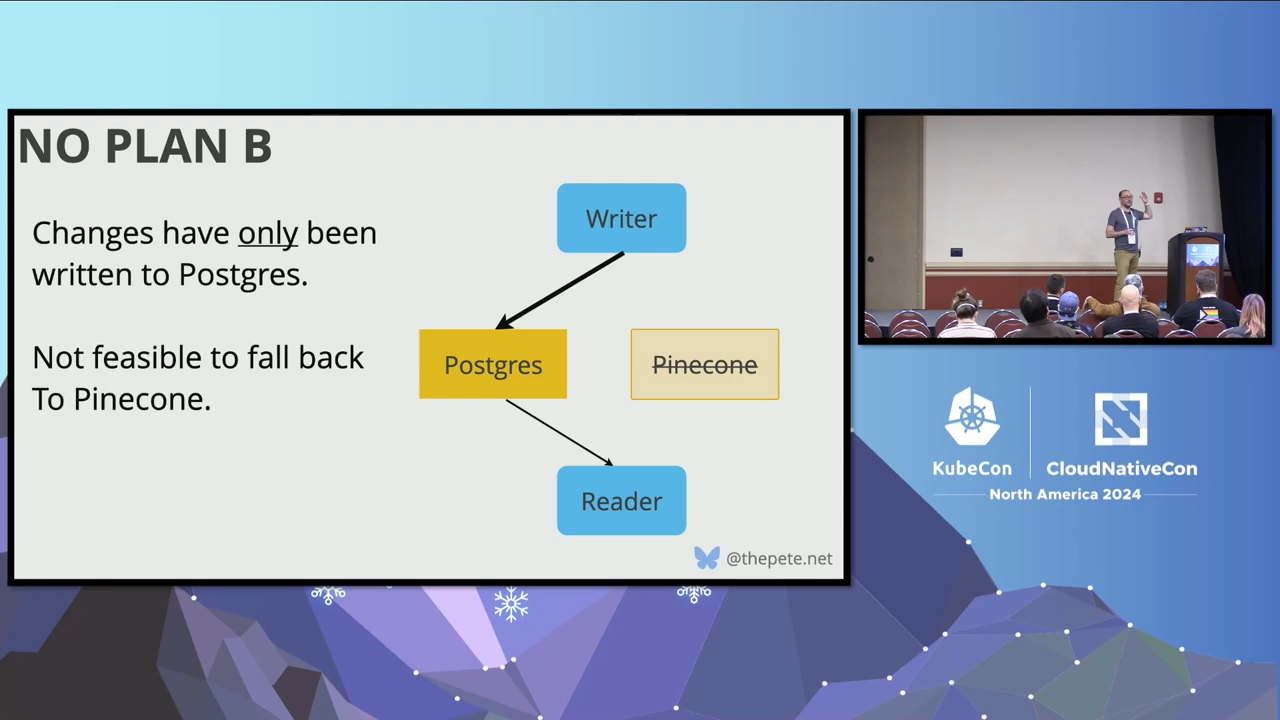 NO PLAN B
Changes have only been
written to Postgres.
Not feasible to fall back
To Pinecone.
Writer
Postgres
Pinecone
Reader
@thepete.net
KubeCon
CloudNativeCon
North America 2024